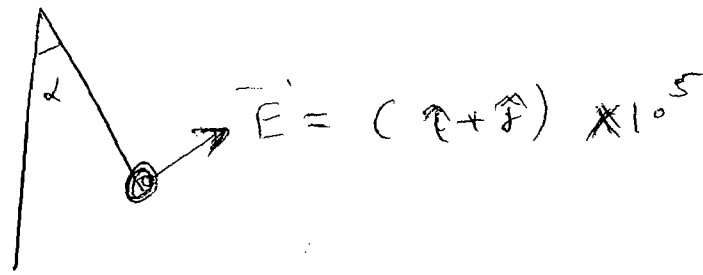 E⃗ = ( î + ĵ ) × 10⁵
α